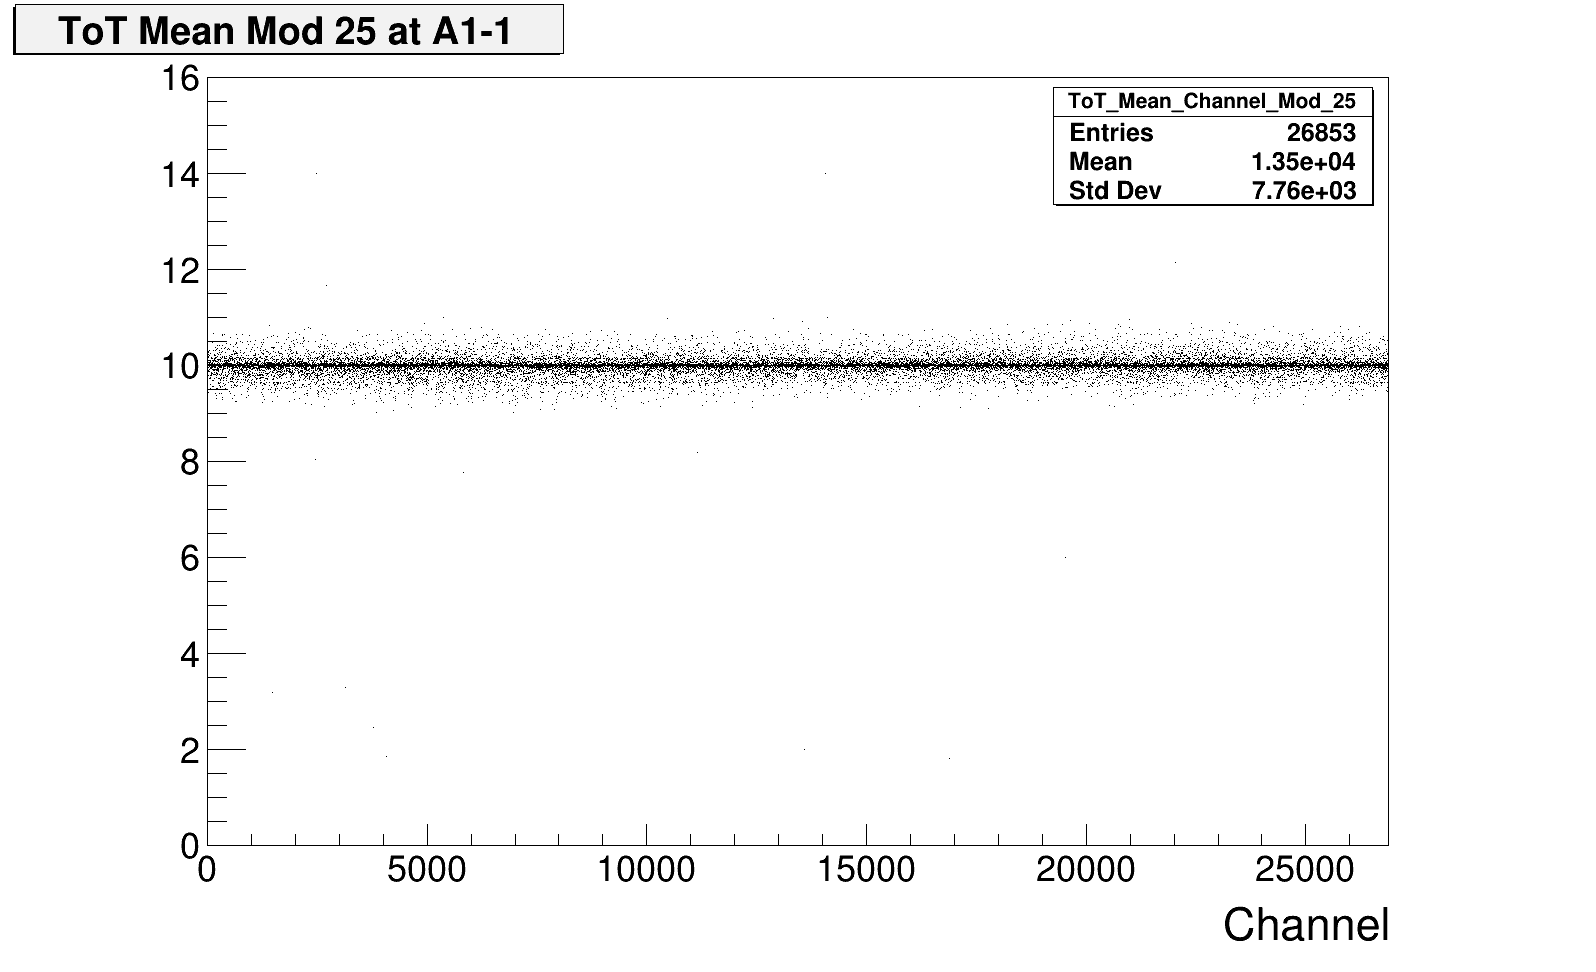 ToT Mean Mod 25 at A1-1
16
ToT_Mean_Channel_Mod_25
Entries 26853
Mean 1.35e+04
Std Dev 7.76e+03
14
12
10
8
6
4
2
0
0 5000 10000 15000 20000 25000
Channel